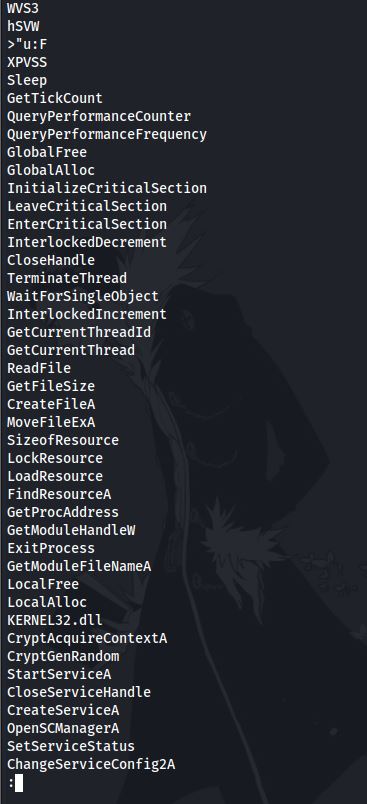 WVS3
hSVW
>"u:F
XPVSS
Sleep
GetTickCount
QueryPerformanceCounter
QueryPerformanceFrequency
GlobalFree
GlobalAlloc
InitializeCriticalSection
LeaveCriticalSection
EnterCriticalSection
InterlockedDecrement
CloseHandle
TerminateThread
WaitForSingleObject
InterlockedIncrement
GetCurrentThreadId
GetCurrentThread
ReadFile
GetFileSize
CreateFileA
MoveFileExA
SizeofResource
LockResource
LoadResource
FindResourceA
GetProcAddress
GetModuleHandleW
ExitProcess
GetModuleFileNameA
LocalFree
LocalAlloc
KERNEL32.dll
CryptAcquireContextA
CryptGenRandom
StartServiceA
CloseServiceHandle
CreateServiceA
OpenSCManagerA
SetServiceStatus
ChangeServiceConfig2A
: